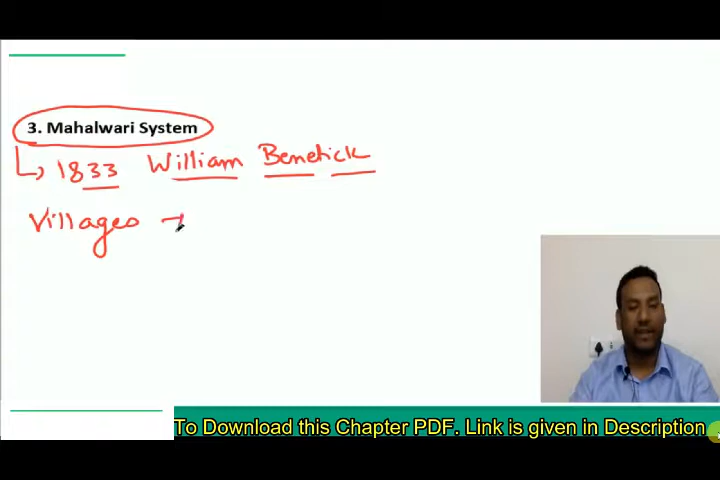 3. Mahalwari System
1833 William Benetick
Villages →
To Download this Chapter PDF. Link is given in Description